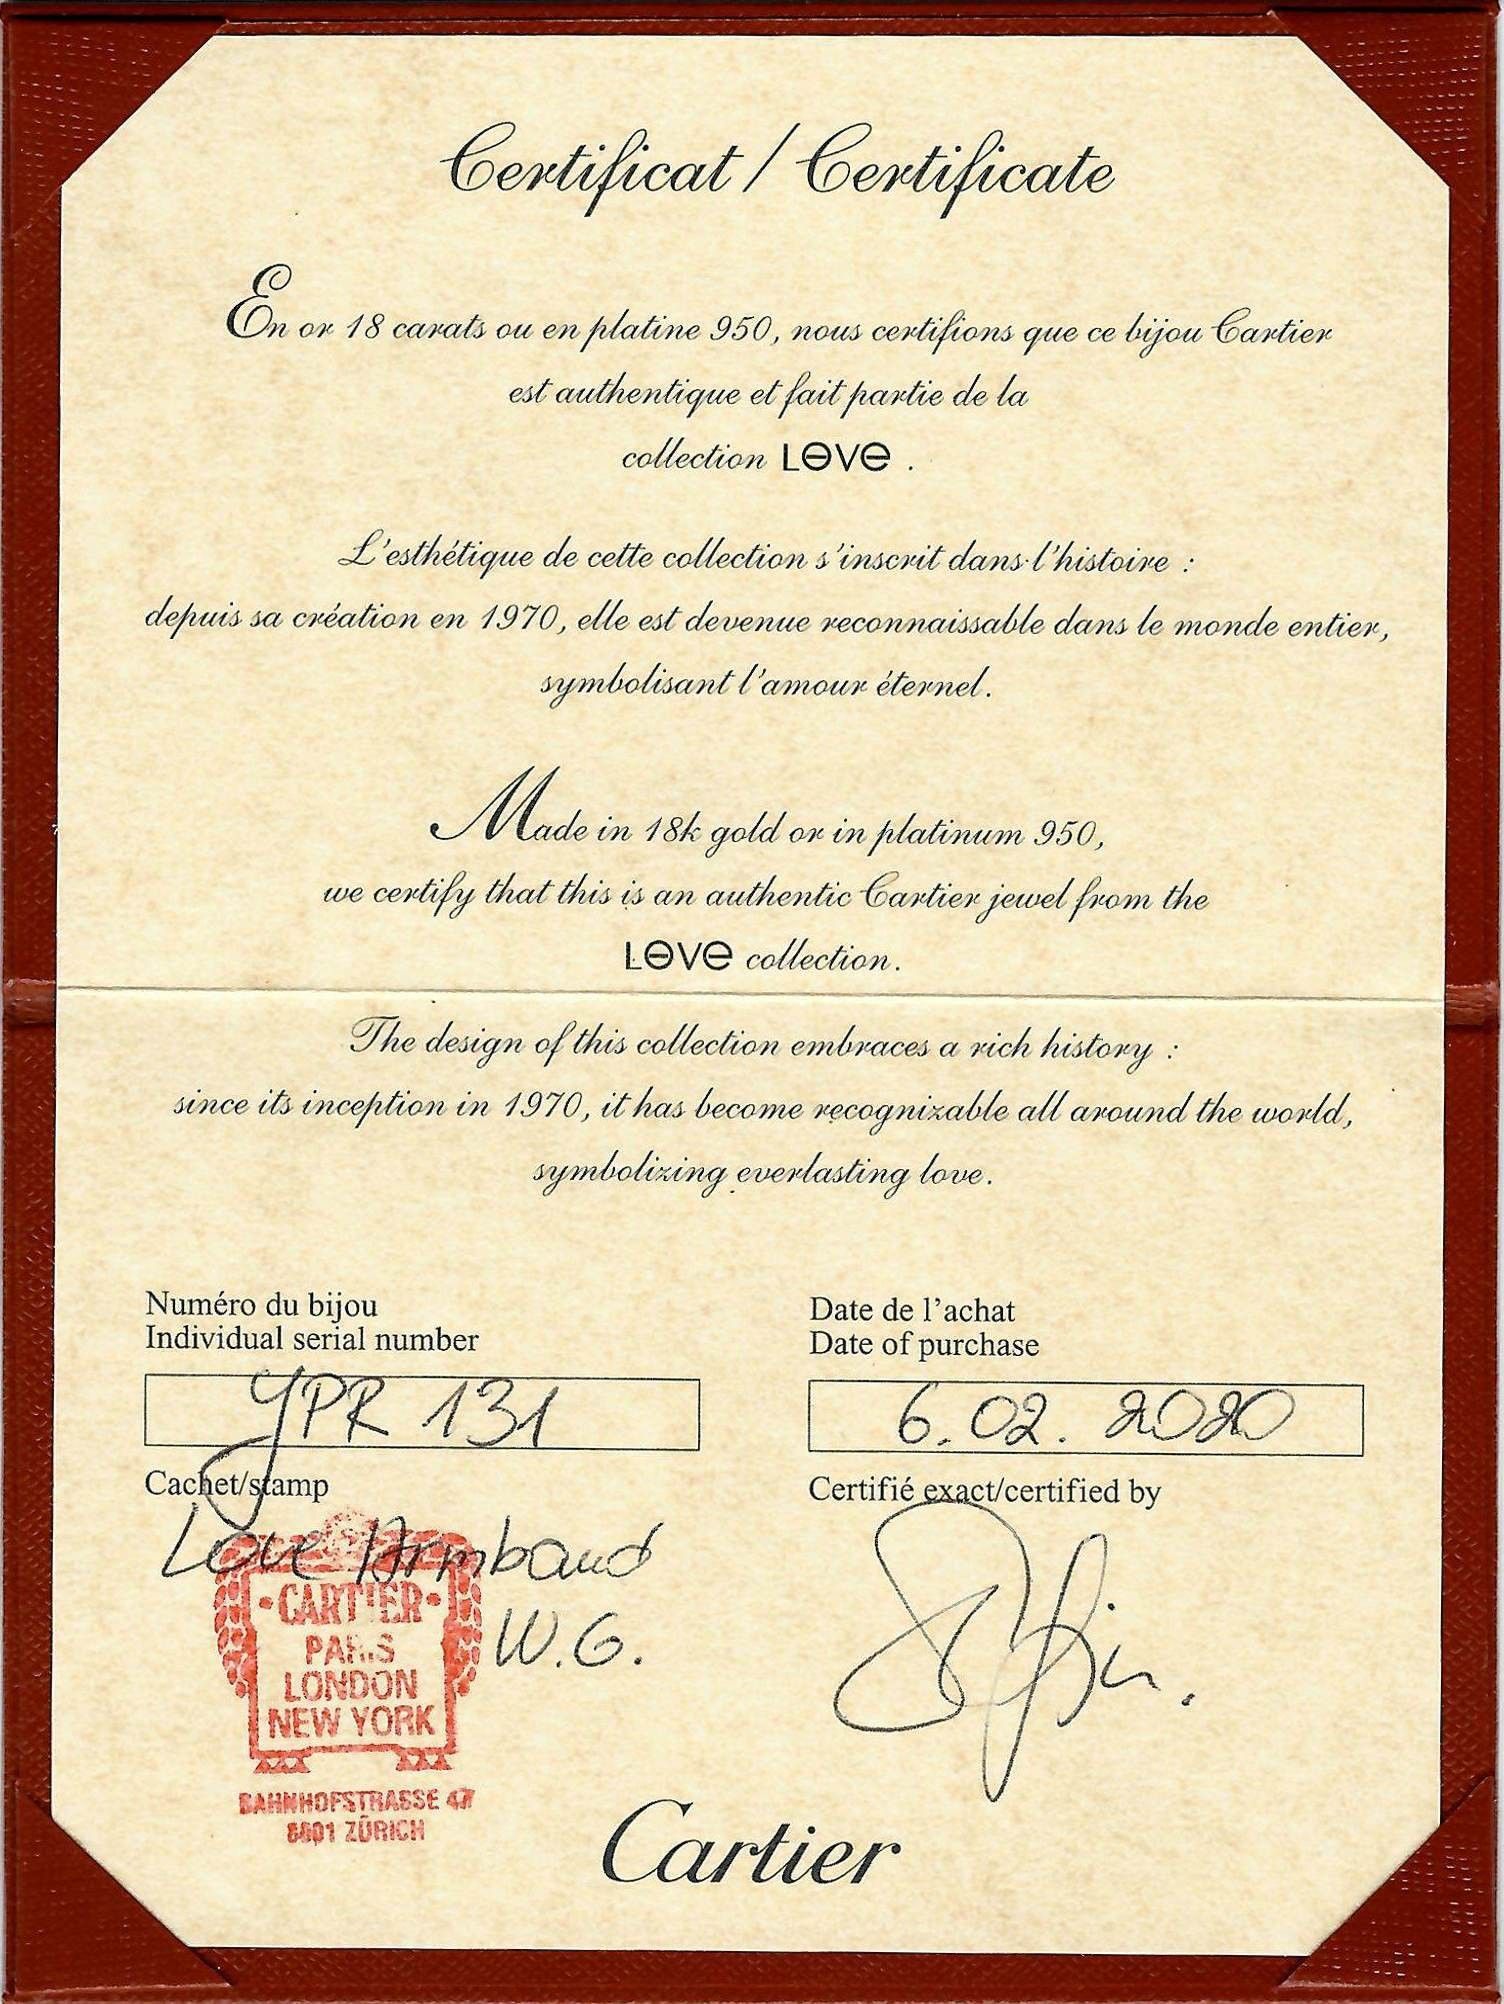 Certificat / Certificate
En or 18 carats ou en platine 950, nous certifions que ce bijou Cartier
est authentique et fait partie de la
collection LOVE .
L'esthétique de cette collection s'inscrit dans l'histoire :
depuis sa création en 1970, elle est devenue reconnaissable dans le monde entier,
symbolisant l'amour éternel.
Made in 18k gold or in platinum 950,
we certify that this is an authentic Cartier jewel from the
LOVE collection.
The design of this collection embraces a rich history :
since its inception in 1970, it has become recognizable all around the world,
symbolizing everlasting love.
Numéro du bijou
Individual serial number
YPR 131
Date de l'achat
Date of purchase
6.02.2020
Cachet/stamp
Love Armband
W.G.
CARTIER
PARIS
LONDON
NEW YORK
BAHNHOFSTRASSE 47
8001 ZÜRICH
Certifié exact/certified by
Cartier